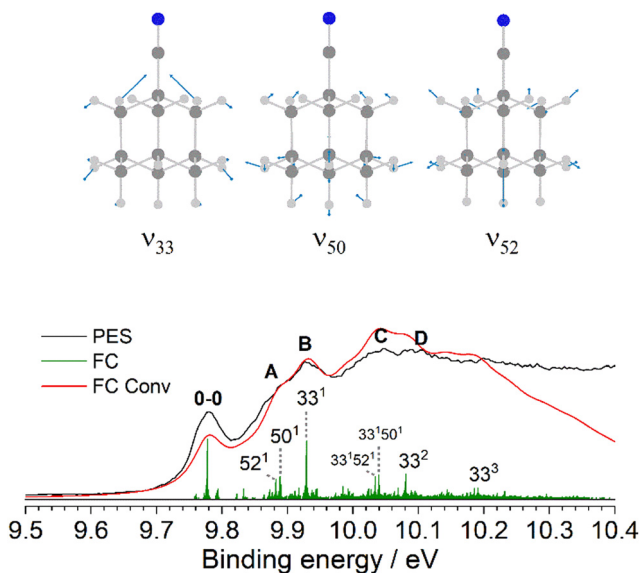 ν₃₃ ν₅₀ ν₅₂
PES
FC
FC Conv
0-0
A
B
C
D
52¹
50¹
33¹
33¹52¹
33¹50¹
33²
33³
9.5 9.6 9.7 9.8 9.9 10.0 10.1 10.2 10.3 10.4
Binding energy / eV